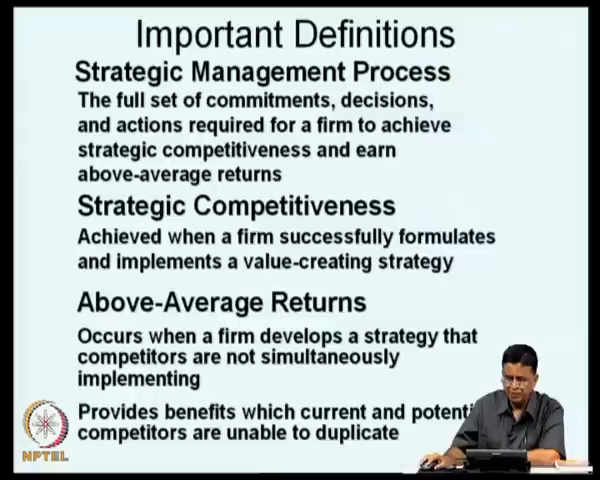 Important Definitions
Strategic Management Process
The full set of commitments, decisions,
and actions required for a firm to achieve
strategic competitiveness and earn
above-average returns
Strategic Competitiveness
Achieved when a firm successfully formulates
and implements a value-creating strategy
Above-Average Returns
Occurs when a firm develops a strategy that
competitors are not simultaneously
implementing
Provides benefits which current and potenti
competitors are unable to duplicate
NPTEL